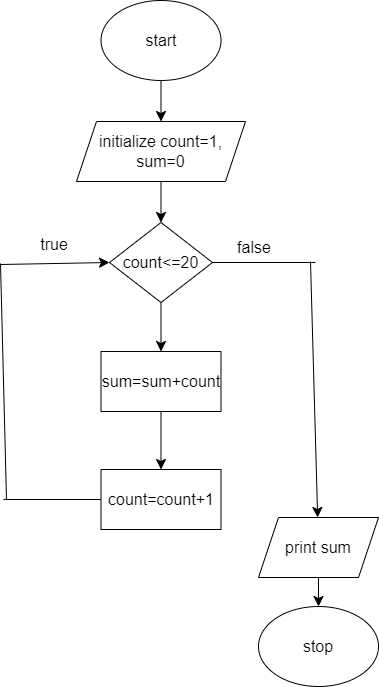 start
initialize count=1,
sum=0
true
false
count<=20
sum=sum+count
count=count+1
print sum
stop